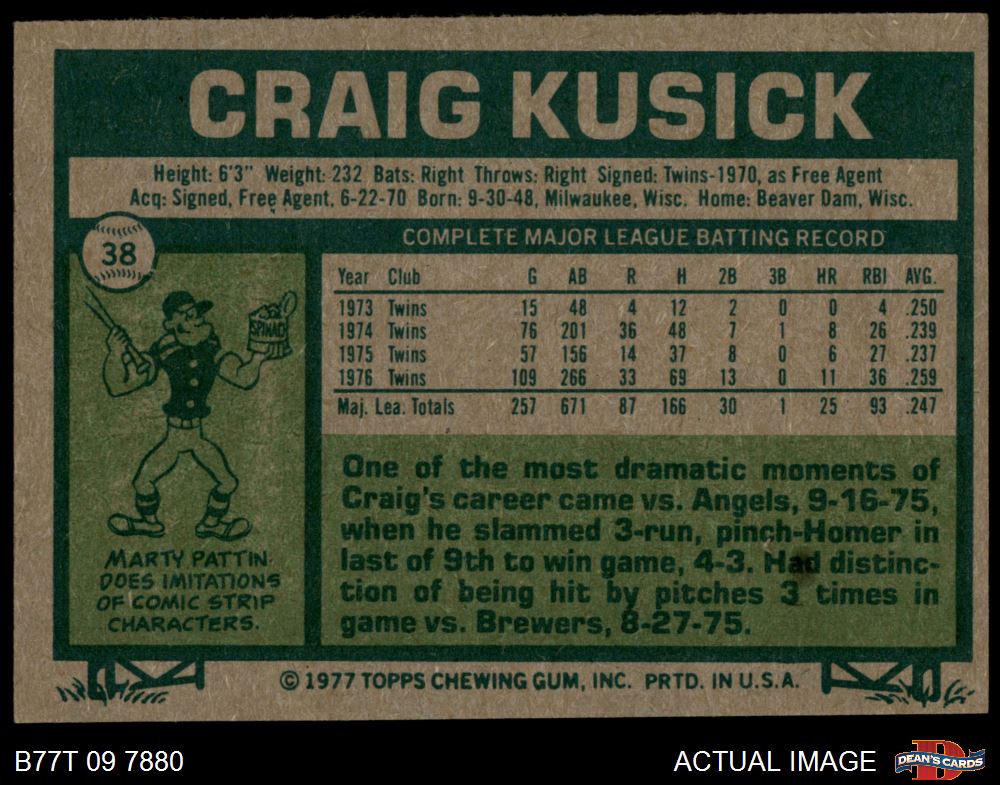 CRAIG KUSICK
Height: 6'3" Weight: 232 Bats: Right Throws: Right Signed: Twins-1970, as Free Agent
Acq: Signed, Free Agent, 6-22-70 Born: 9-30-48, Milwaukee, Wisc. Home: Beaver Dam, Wisc.
38
COMPLETE MAJOR LEAGUE BATTING RECORD
Year Club G AB R H 2B 3B HR RBI AVG.
1973 Twins 15 48 4 12 2 0 0 4 .250
1974 Twins 76 201 36 48 7 1 8 26 .239
1975 Twins 57 156 14 37 8 0 6 27 .237
1976 Twins 109 266 33 69 13 0 11 36 .259
Maj. Lea. Totals 257 671 87 166 30 1 25 93 .247
SPINACH
MARTY PATTIN
DOES IMITATIONS
OF COMIC STRIP
CHARACTERS.
One of the most dramatic moments of
Craig's career came vs. Angels, 9-16-75,
when he slammed 3-run, pinch-Homer in
last of 9th to win game, 4-3. Had distinc-
tion of being hit by pitches 3 times in
game vs. Brewers, 8-27-75.
© 1977 TOPPS CHEWING GUM, INC. PRTD. IN U.S.A.
B77T 09 7880
ACTUAL IMAGE
DEAN'S CARDS